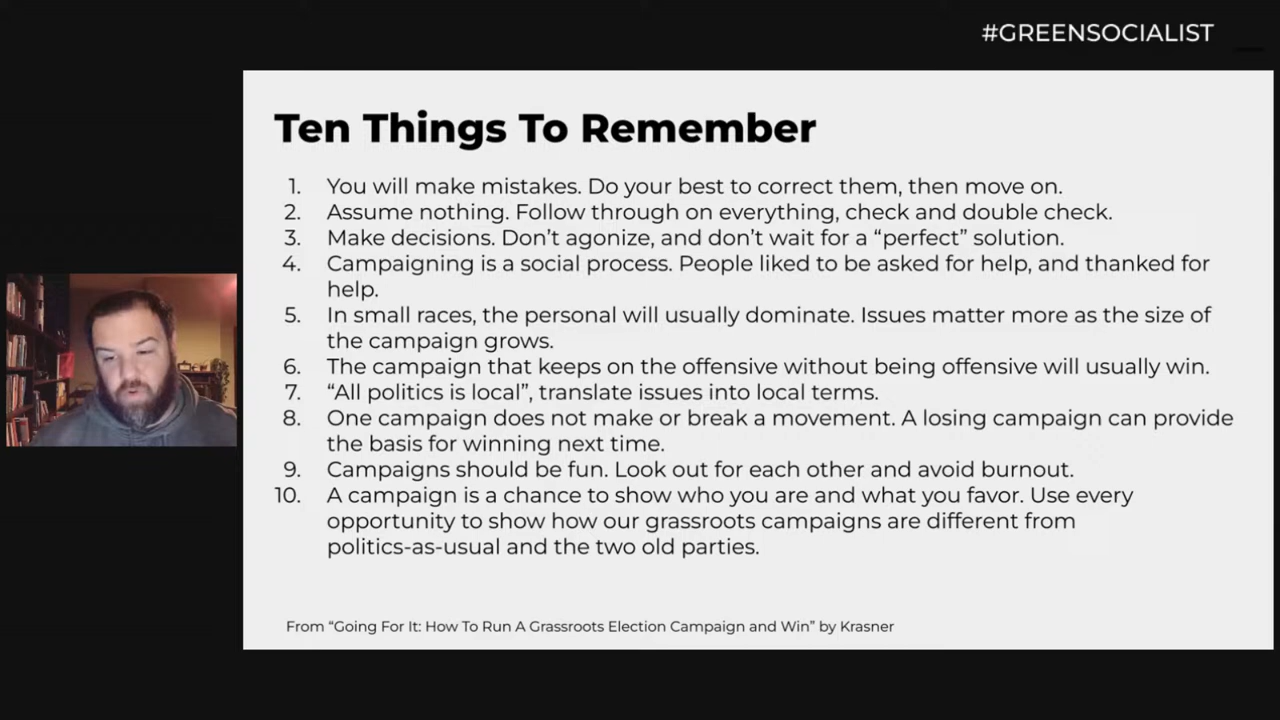 #GREENSOCIALIST
Ten Things To Remember
1. You will make mistakes. Do your best to correct them, then move on.
2. Assume nothing. Follow through on everything, check and double check.
3. Make decisions. Don’t agonize, and don’t wait for a “perfect” solution.
4. Campaigning is a social process. People liked to be asked for help, and thanked for
help.
5. In small races, the personal will usually dominate. Issues matter more as the size of
the campaign grows.
6. The campaign that keeps on the offensive without being offensive will usually win.
7. “All politics is local”, translate issues into local terms.
8. One campaign does not make or break a movement. A losing campaign can provide
the basis for winning next time.
9. Campaigns should be fun. Look out for each other and avoid burnout.
10. A campaign is a chance to show who you are and what you favor. Use every
opportunity to show how our grassroots campaigns are different from
politics-as-usual and the two old parties.
From “Going For It: How To Run A Grassroots Election Campaign and Win” by Krasner